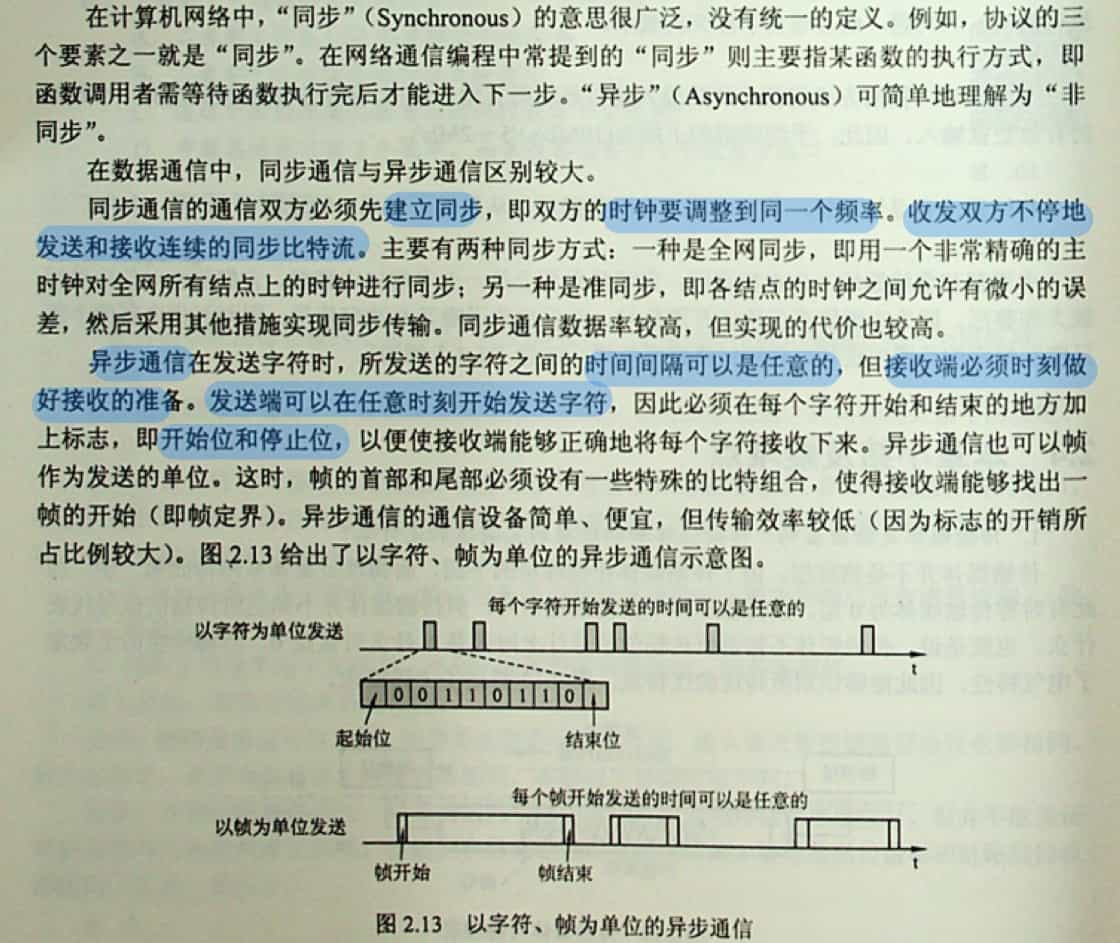 在计算机网络中，“同步”（Synchronous）的意思很广泛，没有统一的定义。例如，协议的三
个要素之一就是“同步”。在网络通信编程中常提到的“同步”则主要指某函数的执行方式，即
函数调用者需等待函数执行完后才能进入下一步。“异步”（Asynchronous）可简单地理解为“非
同步”。
在数据通信中，同步通信与异步通信区别较大。
同步通信的通信双方必须先建立同步，即双方的时钟要调整到同一个频率。收发双方不停地
发送和接收连续的同步比特流。主要有两种同步方式：一种是全网同步，即用一个非常精确的主
时钟对全网所有结点上的时钟进行同步；另一种是准同步，即各结点的时钟之间允许有微小的误
差，然后采用其他措施实现同步传输。同步通信数据率较高，但实现的代价也较高。
异步通信在发送字符时，所发送的字符之间的时间间隔可以是任意的，但接收端必须时刻做
好接收的准备。发送端可以在任意时刻开始发送字符，因此必须在每个字符开始和结束的地方加
上标志，即开始位和停止位，以便使接收端能够正确地将每个字符接收下来。异步通信也可以帧
作为发送的单位。这时，帧的首部和尾部必须设有一些特殊的比特组合，使得接收端能够找出一
帧的开始（即帧定界）。异步通信的通信设备简单、便宜，但传输效率较低（因为标志的开销所
占比例较大）。图 2.13 给出了以字符、帧为单位的异步通信示意图。
每个字符开始发送的时间可以是任意的
以字符为单位发送
t
0 0 1 1 0 1 1 0
起始位 结束位
每个帧开始发送的时间可以是任意的
以帧为单位发送
t
帧开始 帧结束
图 2.13 以字符、帧为单位的异步通信